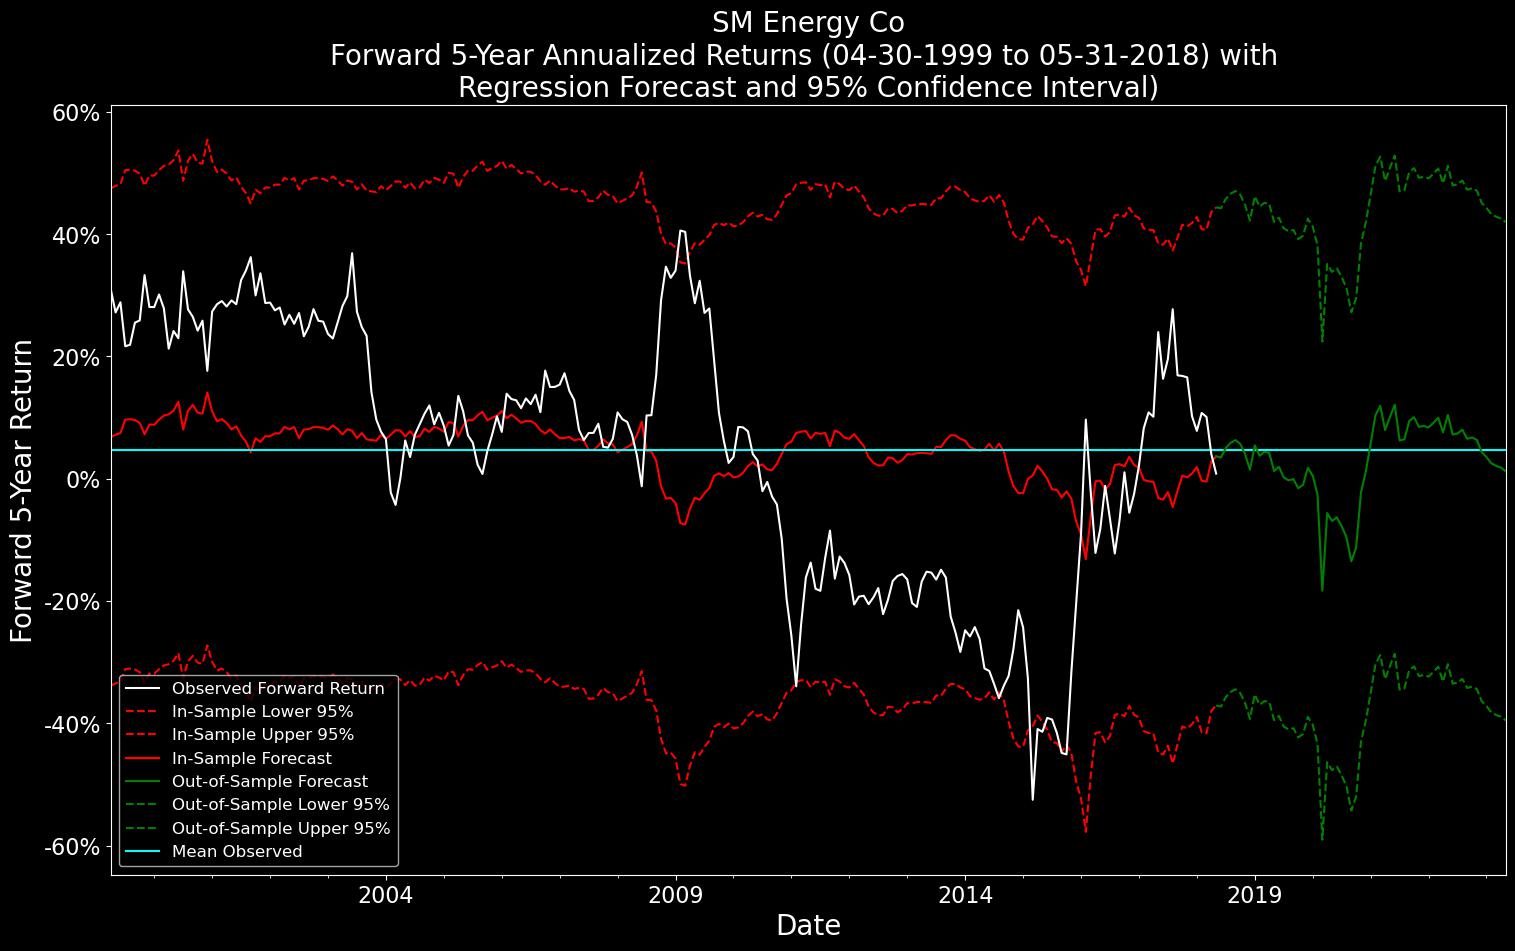 SM Energy Co
Forward 5-Year Annualized Returns (04-30-1999 to 05-31-2018) with
Regression Forecast and 95% Confidence Interval)
60%
40%
20%
0%
-20%
-40%
-60%
Forward 5-Year Return
Observed Forward Return
In-Sample Lower 95%
In-Sample Upper 95%
In-Sample Forecast
Out-of-Sample Forecast
Out-of-Sample Lower 95%
Out-of-Sample Upper 95%
Mean Observed
2004
2009
2014
2019
Date